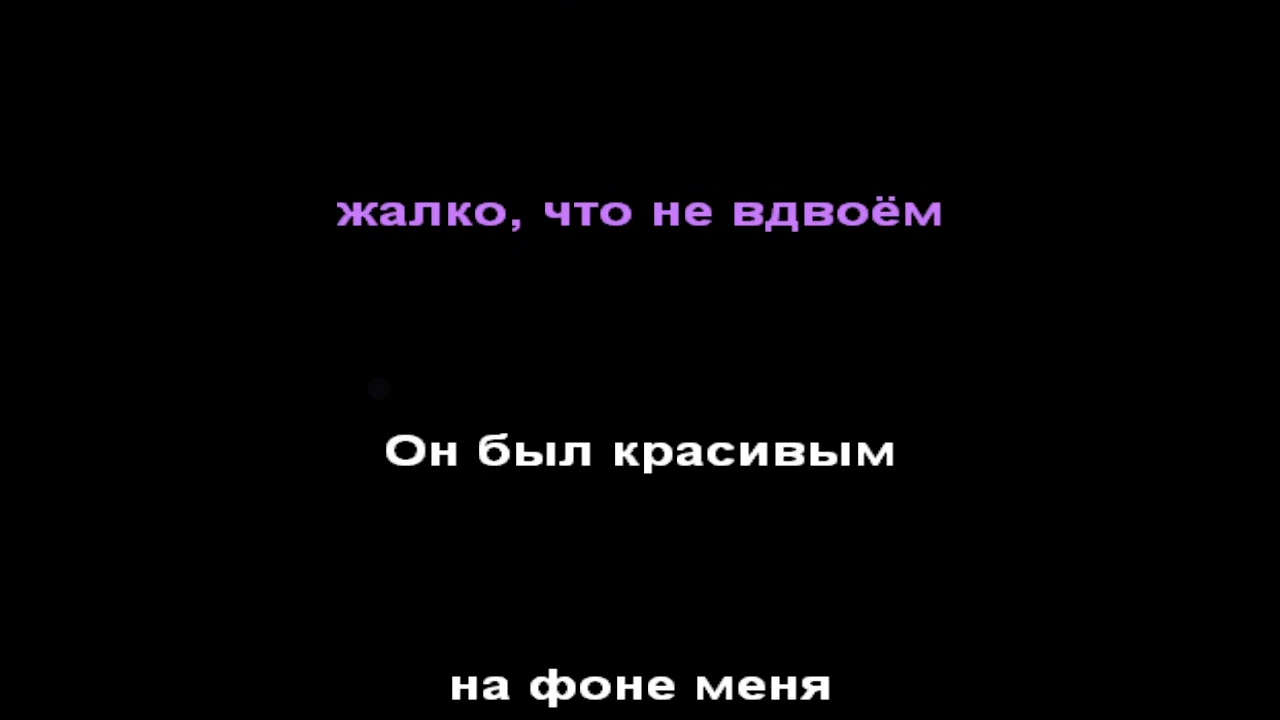 жалко, что не вдвоём
Он был красивым
на фоне меня